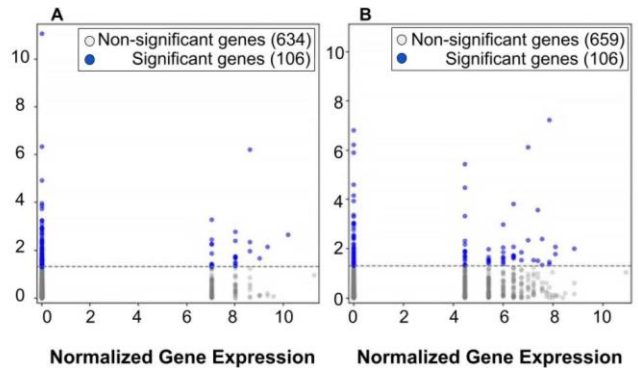 A
B
Non-significant genes (634)
Significant genes (106)
Non-significant genes (659)
Significant genes (106)
10
8
6
4
2
0
10
8
6
4
2
0
0 2 4 6 8 10
0 2 4 6 8 10
Normalized Gene Expression
Normalized Gene Expression